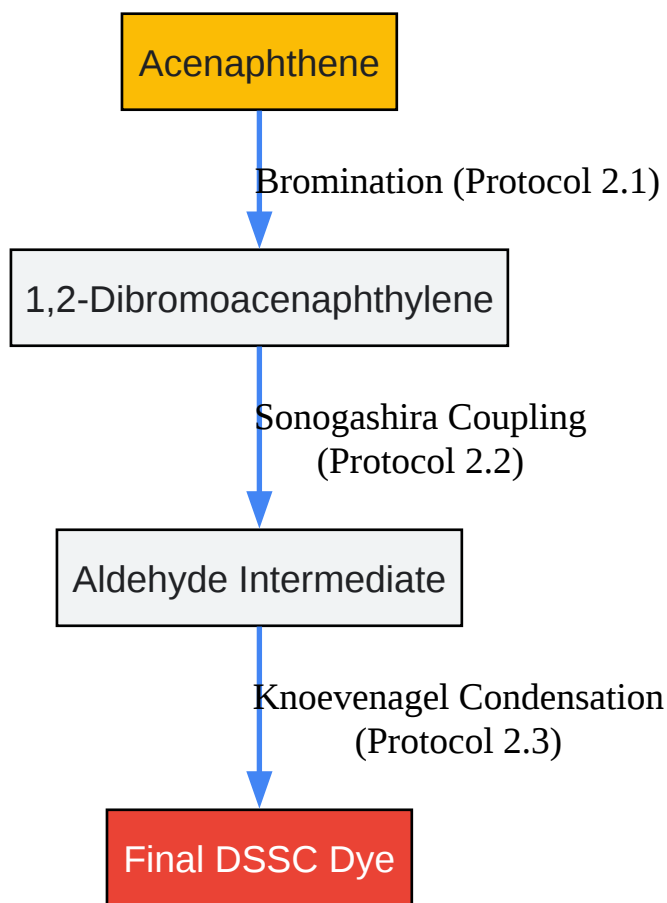 Acenaphthene
Bromination (Protocol 2.1)
1,2-Dibromoacenaphthylene
Sonogashira Coupling
(Protocol 2.2)
Aldehyde Intermediate
Knoevenagel Condensation
(Protocol 2.3)
Final DSSC Dye